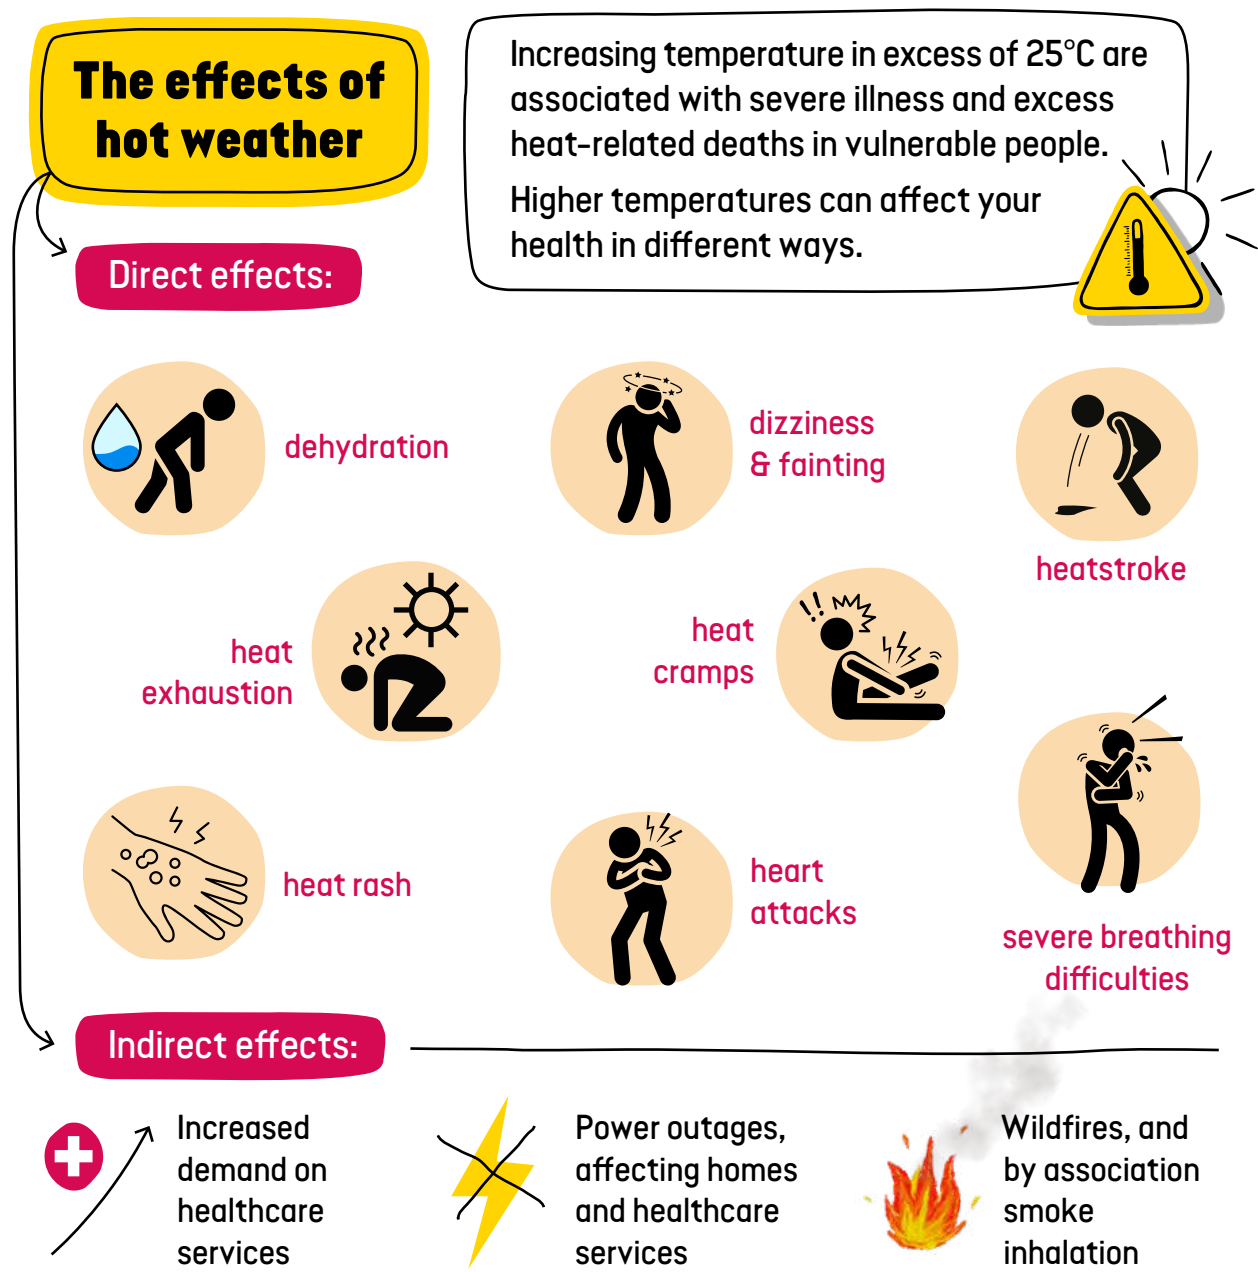 The effects of
hot weather
Increasing temperature in excess of 25°C are
associated with severe illness and excess
heat-related deaths in vulnerable people.
Higher temperatures can affect your
health in different ways.
Direct effects:
dehydration
dizziness
& fainting
heatstroke
heat
exhaustion
heat
cramps
heat rash
heart
attacks
severe breathing
difficulties
Indirect effects:
Increased
demand on
healthcare
services
Power outages,
affecting homes
and healthcare
services
Wildfires, and
by association
smoke
inhalation